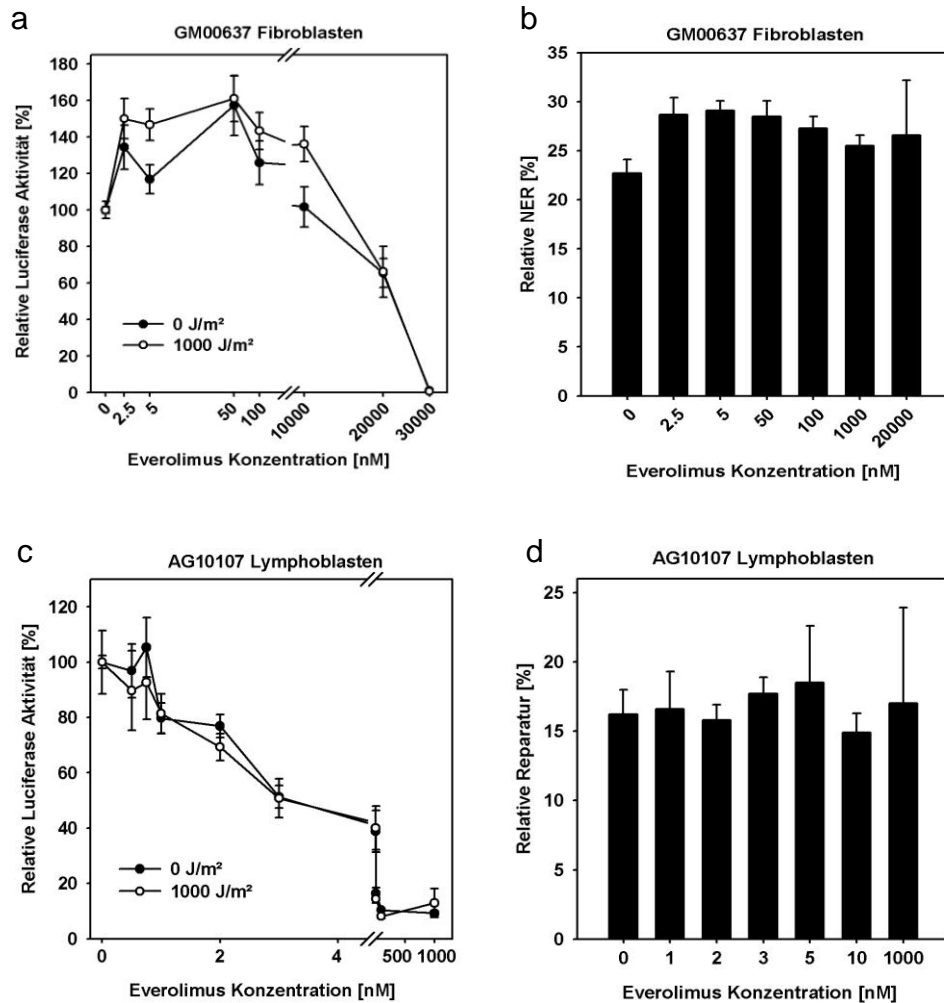 a
GM00637 Fibroblasten
Relative Luciferase Aktivität [%]
180
160
140
120
100
80
60
40
20
0
0 J/m²
1000 J/m²
0
2.5
5
50
100
10000
20000
30000
Everolimus Konzentration [nM]
b
GM00637 Fibroblasten
Relative NER [%]
35
30
25
20
15
10
5
0
0
2.5
5
50
100
1000
20000
Everolimus Konzentration [nM]
c
AG10107 Lymphoblasten
Relative Luciferase Aktivität [%]
120
100
80
60
40
20
0
0 J/m²
1000 J/m²
0 2 4 500 1000
Everolimus Konzentration [nM]
d
AG10107 Lymphoblasten
Relative Reparatur [%]
25
20
15
10
5
0
0 1 2 3 5 10 1000
Everolimus Konzentration [nM]